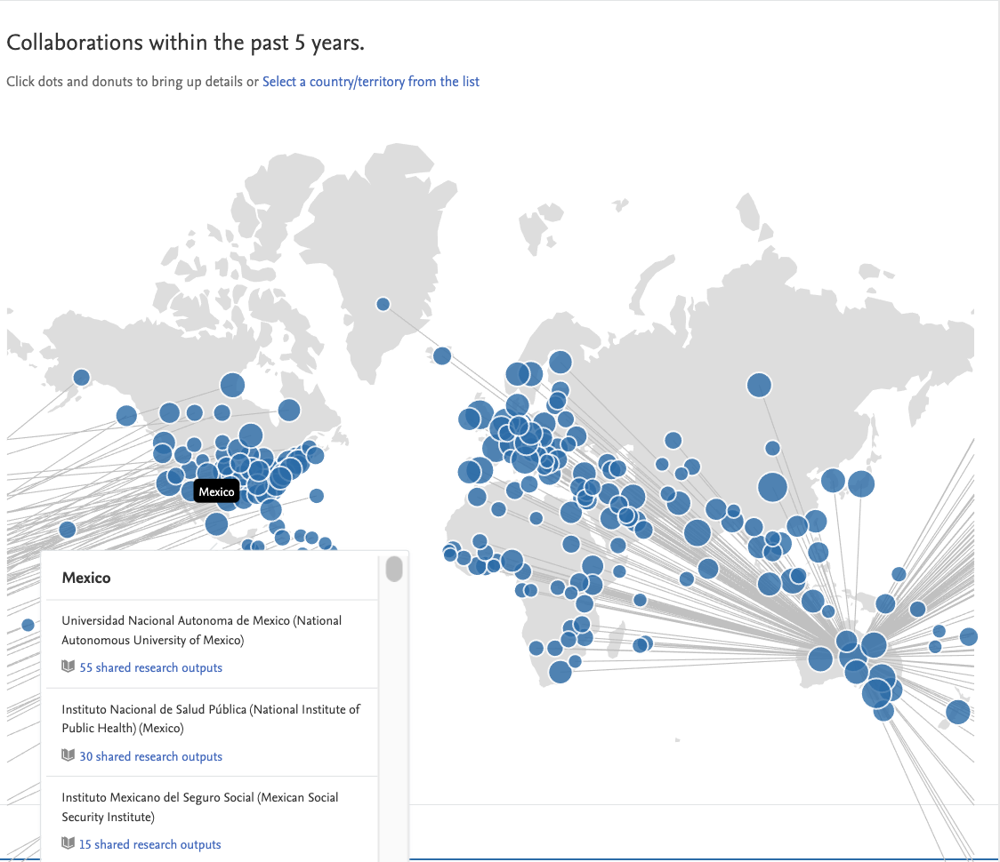 Collaborations within the past 5 years.
Click dots and donuts to bring up details or Select a country/territory from the list
Mexico
Mexico
Universidad Nacional Autonoma de Mexico (National
Autonomous University of Mexico)
55 shared research outputs
Instituto Nacional de Salud Pública (National Institute of
Public Health) (Mexico)
30 shared research outputs
Instituto Mexicano del Seguro Social (Mexican Social
Security Institute)
15 shared research outputs